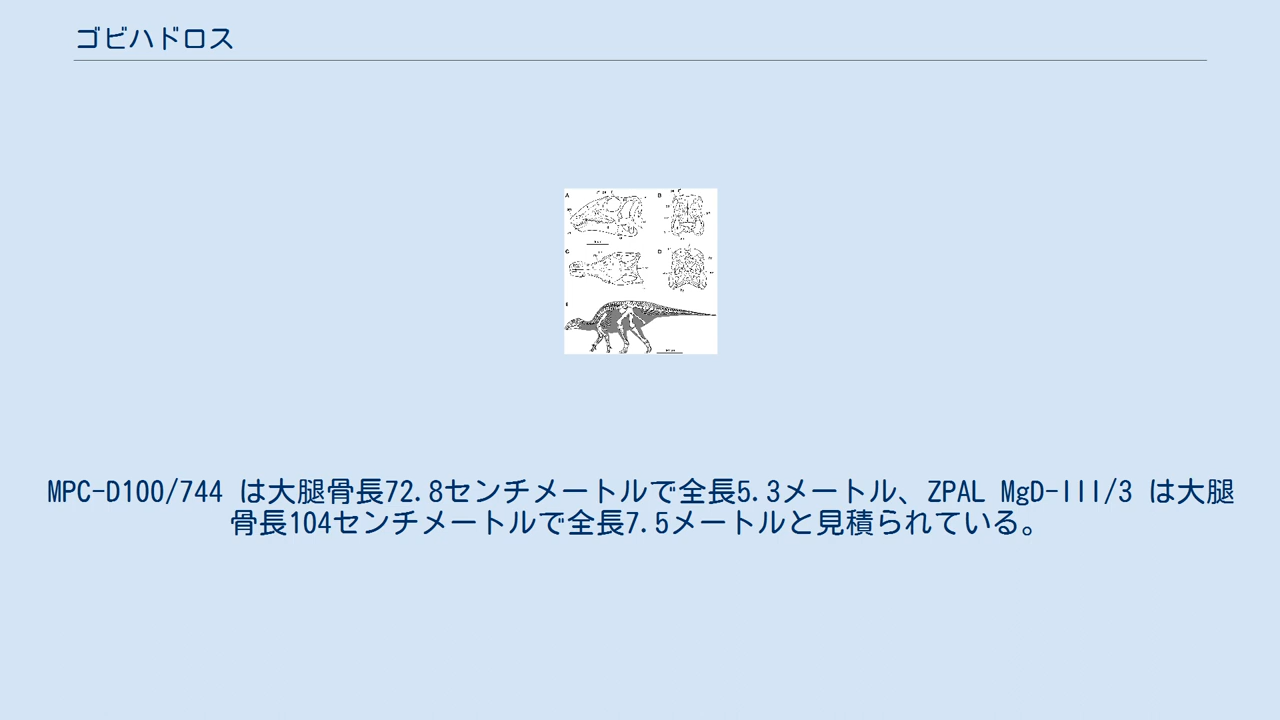 ゴビハドロス
A
B
C
D
E
MPC-D100/744 は大腿骨長72.8センチメートルで全長5.3メートル、ZPAL MgD-III/3 は大腿
骨長104センチメートルで全長7.5メートルと見積られている。